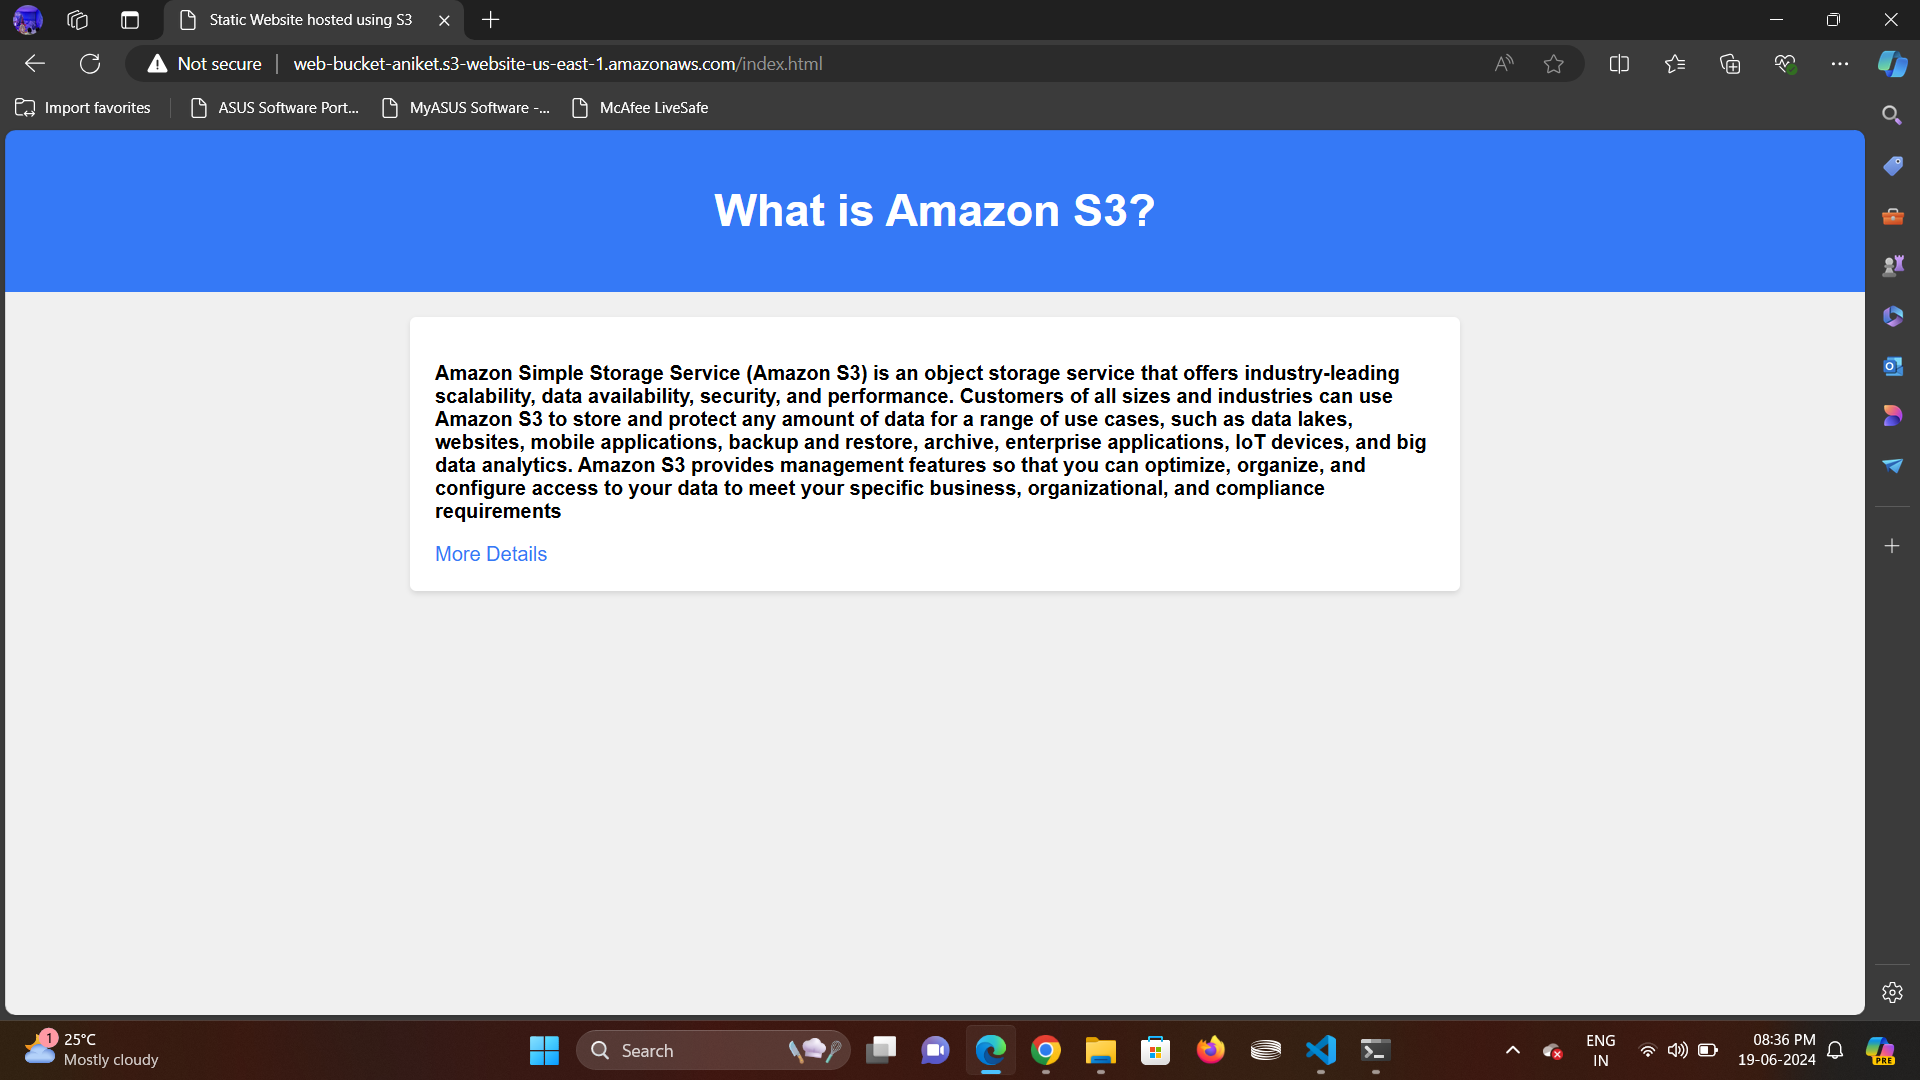 Static Website hosted using S3
Not secure
web-bucket-aniket.s3-website-us-east-1.amazonaws.com/index.html
Import favorites
ASUS Software Port...
MyASUS Software -...
McAfee LiveSafe
What is Amazon S3?
Amazon Simple Storage Service (Amazon S3) is an object storage service that offers industry-leading
scalability, data availability, security, and performance. Customers of all sizes and industries can use
Amazon S3 to store and protect any amount of data for a range of use cases, such as data lakes,
websites, mobile applications, backup and restore, archive, enterprise applications, IoT devices, and big
data analytics. Amazon S3 provides management features so that you can optimize, organize, and
configure access to your data to meet your specific business, organizational, and compliance
requirements
More Details
1
25°C
Mostly cloudy
Search
ENG
IN
08:36 PM
19-06-2024
PRE